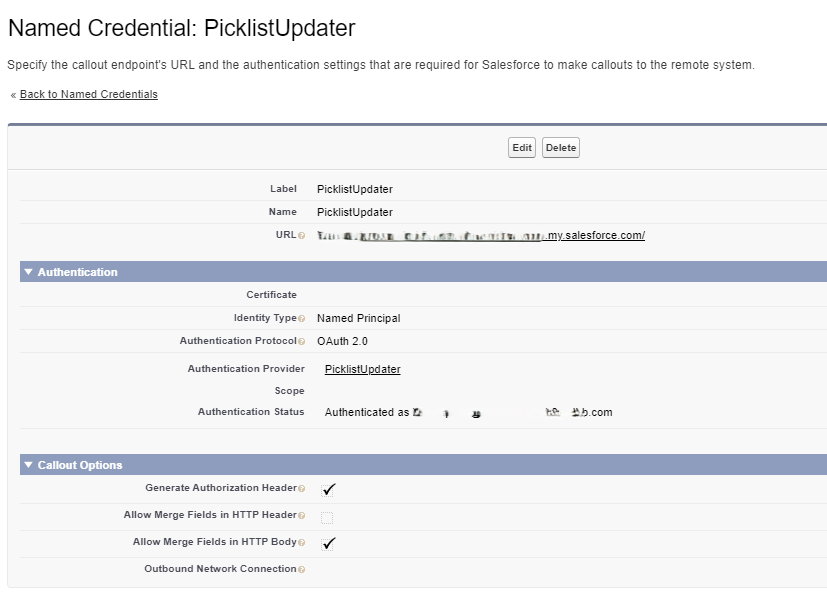 Named Credential: PicklistUpdater
Specify the callout endpoint's URL and the authentication settings that are required for Salesforce to make callouts to the remote system.
« Back to Named Credentials
Edit Delete
Label PicklistUpdater
Name PicklistUpdater
URL .my.salesforce.com/
Authentication
Certificate
Identity Type Named Principal
Authentication Protocol OAuth 2.0
Authentication Provider PicklistUpdater
Scope
Authentication Status Authenticated as .com
Callout Options
Generate Authorization Header
Allow Merge Fields in HTTP Header
Allow Merge Fields in HTTP Body
Outbound Network Connection